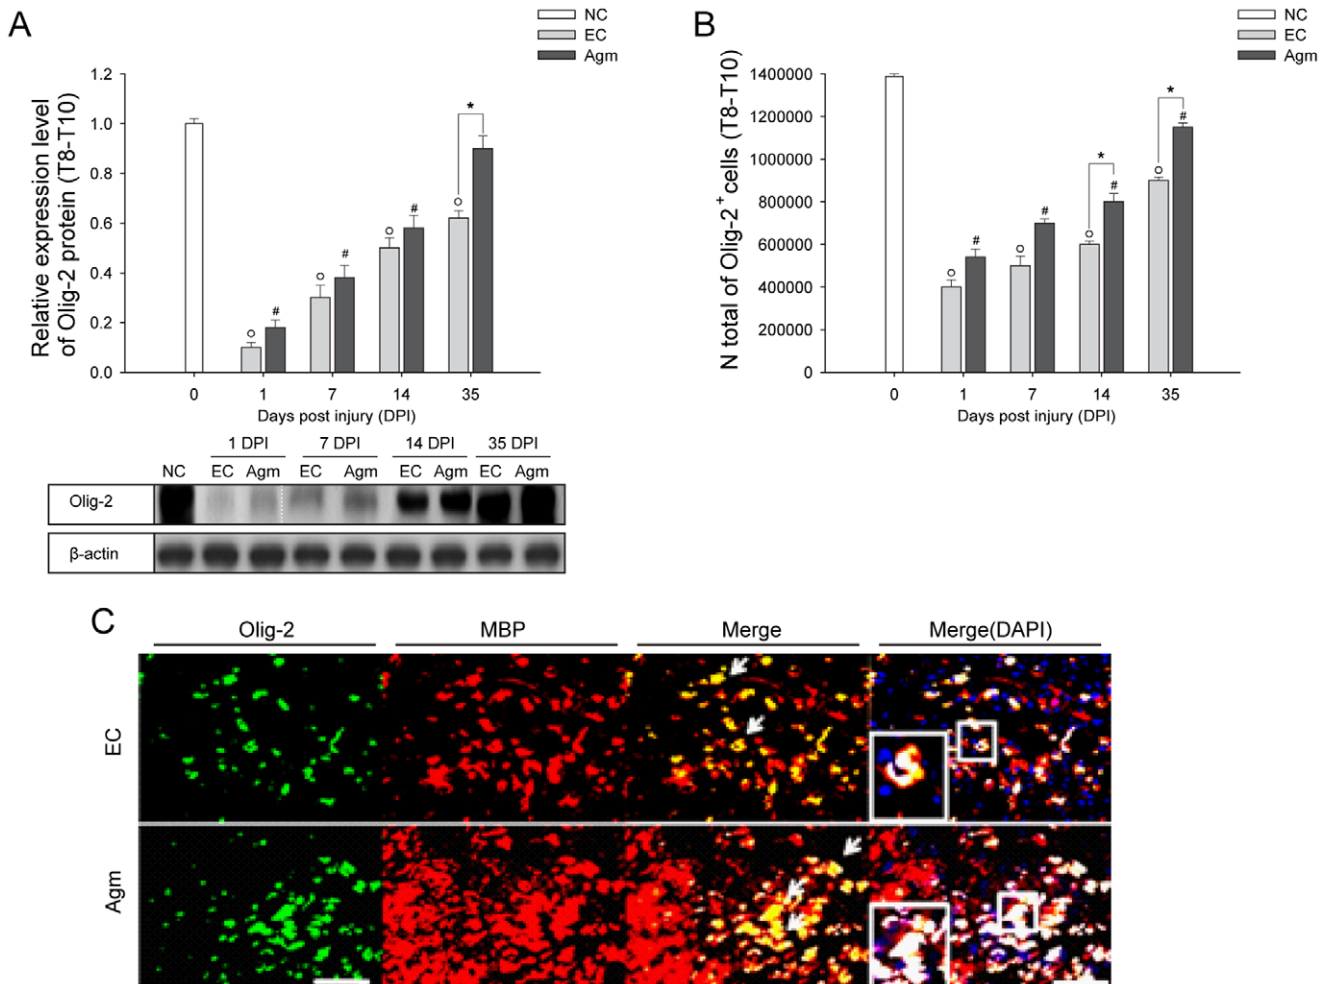 A
NC
EC
Agm
Relative expression level
of Olig-2 protein (T8-T10)
1.2
1.0
0.8
0.6
0.4
0.2
0.0
o
#
o
#
o
#
o
#
*
0 1 7 14 35
Days post injury (DPI)
1 DPI 7 DPI 14 DPI 35 DPI
NC EC Agm EC Agm EC Agm EC Agm
Olig-2
β-actin
B
NC
EC
Agm
N total of Olig-2+ cells (T8-T10)
1400000
1200000
1000000
800000
600000
400000
200000
0
o
#
o
#
o
#
*
o
#
*
0 1 7 14 35
Days post injury (DPI)
C
Olig-2 MBP Merge Merge(DAPI)
EC
Agm